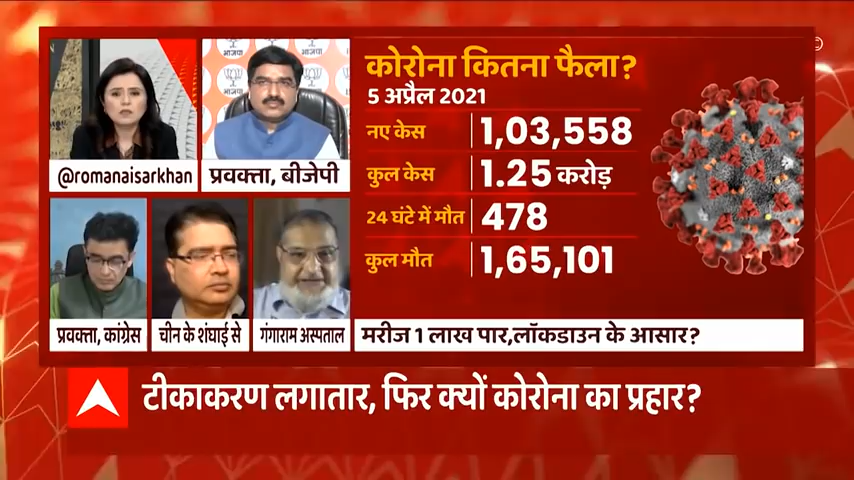 कोरोना कितना फैला?
5 अप्रैल 2021
नए केस 1,03,558
कुल केस 1.25 करोड़
24 घंटे में मौत 478
कुल मौत 1,65,101
भाजपा
@romanaisarkhan
प्रवक्ता, बीजेपी
प्रवक्ता, कांग्रेस
चीन के शंघाई से
गंगाराम अस्पताल
मरीज 1 लाख पार,लॉकडाउन के आसार?
टीकाकरण लगातार, फिर क्यों कोरोना का प्रहार?